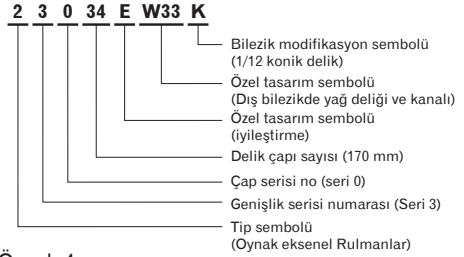 2 3 0 34 E W33 K
Bilezik modifikasyon sembolü
(1/12 konik delik)
Özel tasarım sembolü
(Dış bilezikde yağ deliği ve kanalı)
Özel tasarım sembolü
(iyileştirme)
Delik çapı sayısı (170 mm)
Çap serisi no (seri 0)
Genişlik serisi numarası (Seri 3)
Tip sembolü
(Oynak eksenel Rulmanlar)